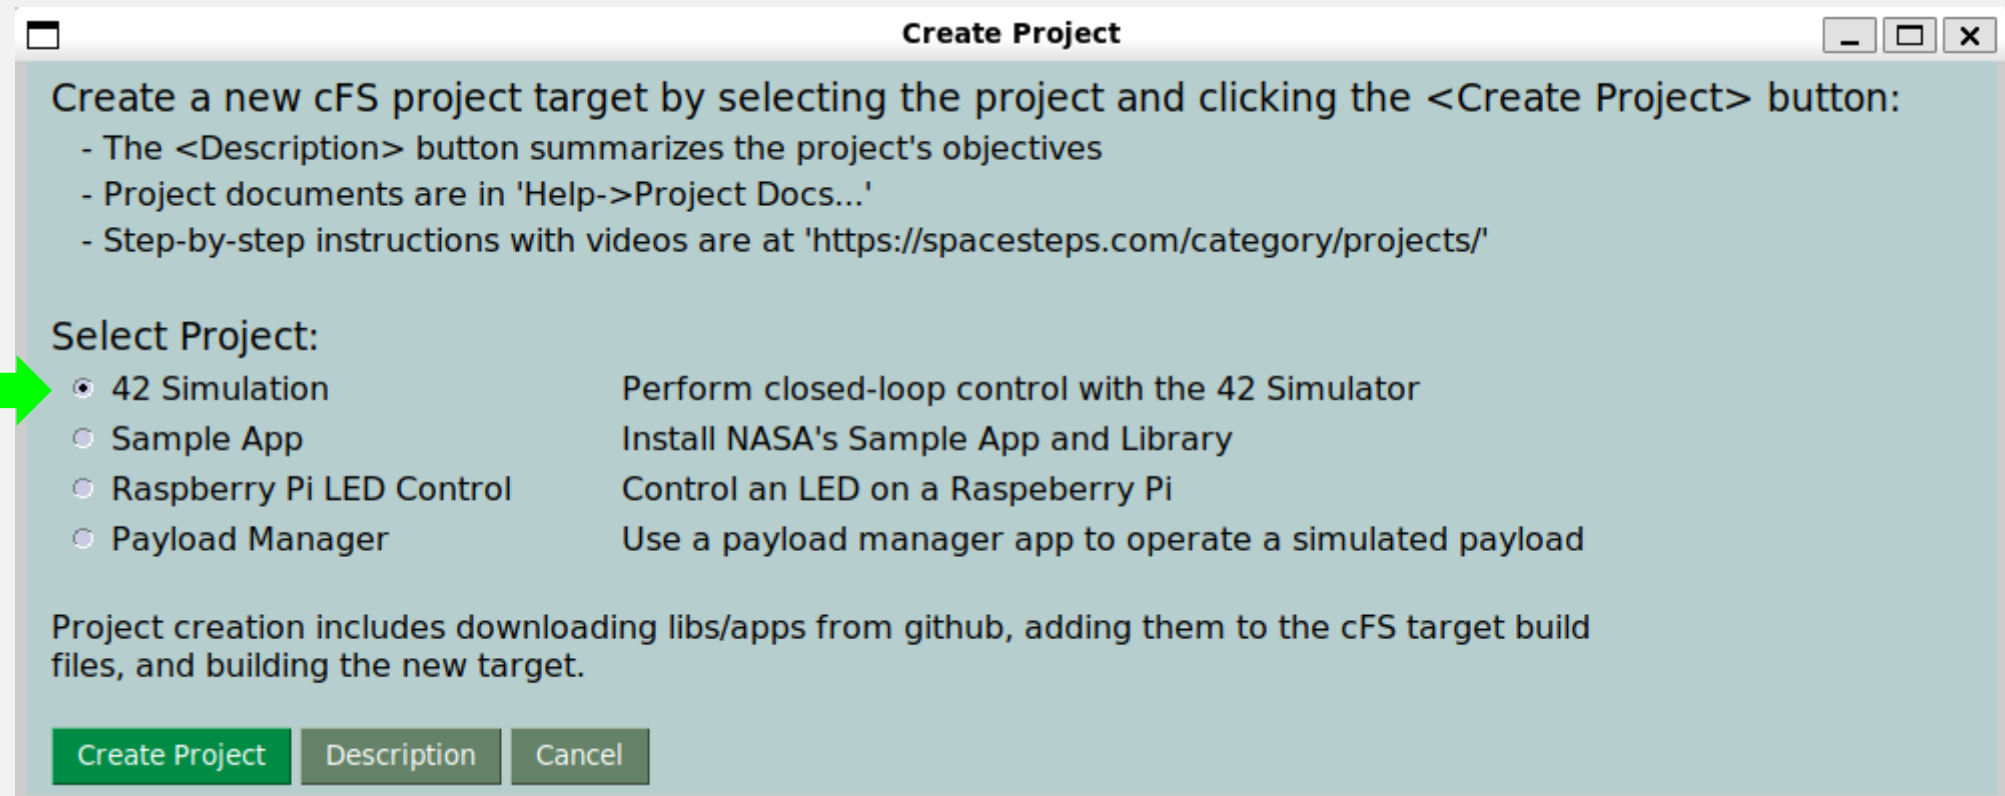 Create Project
Create a new cFS project target by selecting the project and clicking the <Create Project> button:
- The <Description> button summarizes the project's objectives
- Project documents are in 'Help->Project Docs...'
- Step-by-step instructions with videos are at 'https://spacesteps.com/category/projects/'
Select Project:
42 Simulation Perform closed-loop control with the 42 Simulator
Sample App Install NASA's Sample App and Library
Raspberry Pi LED Control Control an LED on a Raspeberry Pi
Payload Manager Use a payload manager app to operate a simulated payload
Project creation includes downloading libs/apps from github, adding them to the cFS target build
files, and building the new target.
Create Project Description Cancel